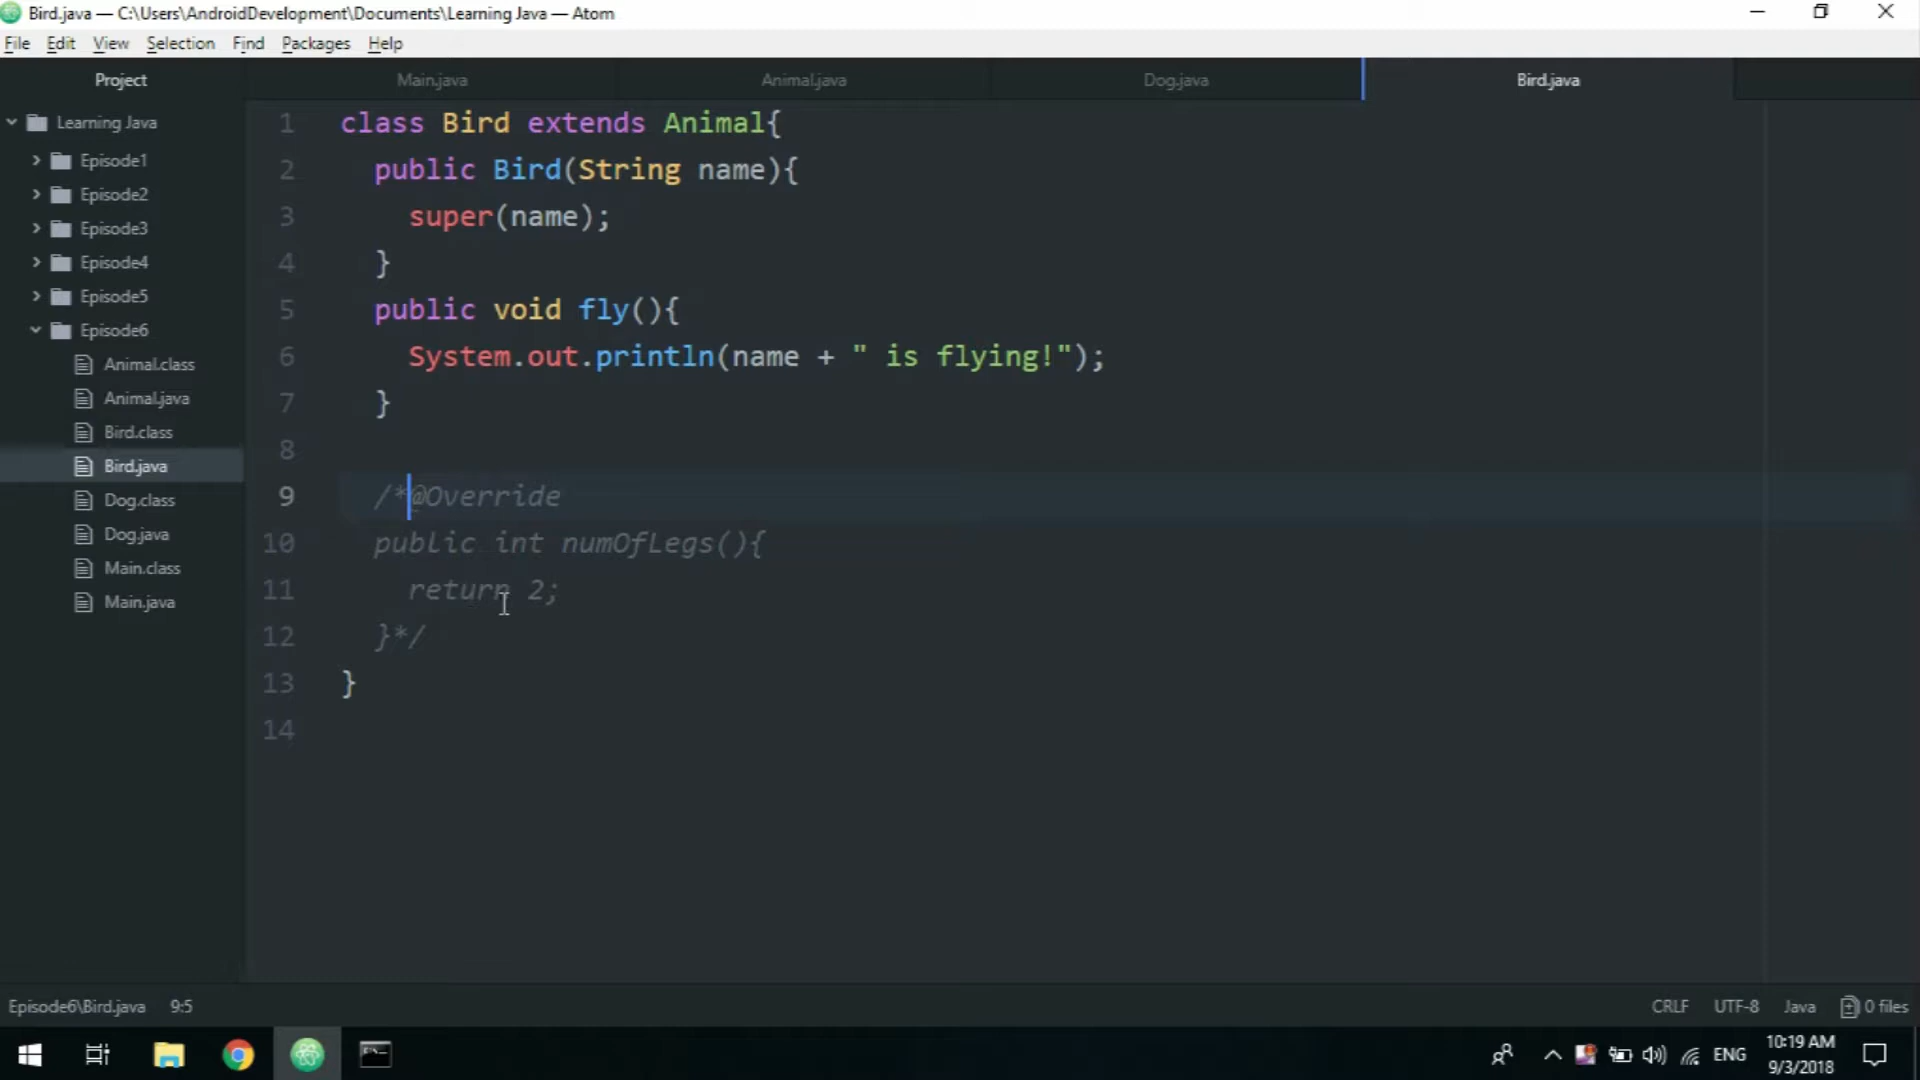 Bird.java — C:\Users\AndroidDevelopment\Documents\Learning Java — Atom
File Edit View Selection Find Packages Help
Project Main.java Animal.java Dog.java Bird.java
Learning Java
Episode1
Episode2
Episode3
Episode4
Episode5
Episode6
Animal.class
Animal.java
Bird.class
Bird.java
Dog.class
Dog.java
Main.class
Main.java
1 class Bird extends Animal{
2 public Bird(String name){
3 super(name);
4 }
5 public void fly(){
6 System.out.println(name + " is flying!");
7 }
8
9 /*@Override
10 public int numOfLegs(){
11 return 2;
12 }*/
13 }
14
Episode6\Bird.java 9:5 CRLF UTF-8 Java 0 files
ENG 10:19 AM
9/3/2018